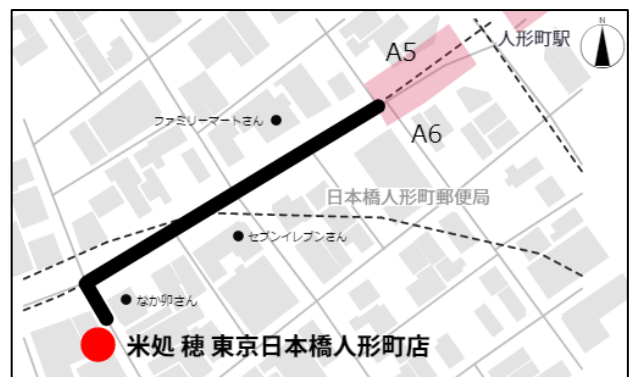 人形町駅
N
A5
ファミリーマートさん
A6
日本橋人形町郵便局
セブンイレブンさん
なか卯さん
米処 穂 東京日本橋人形町店